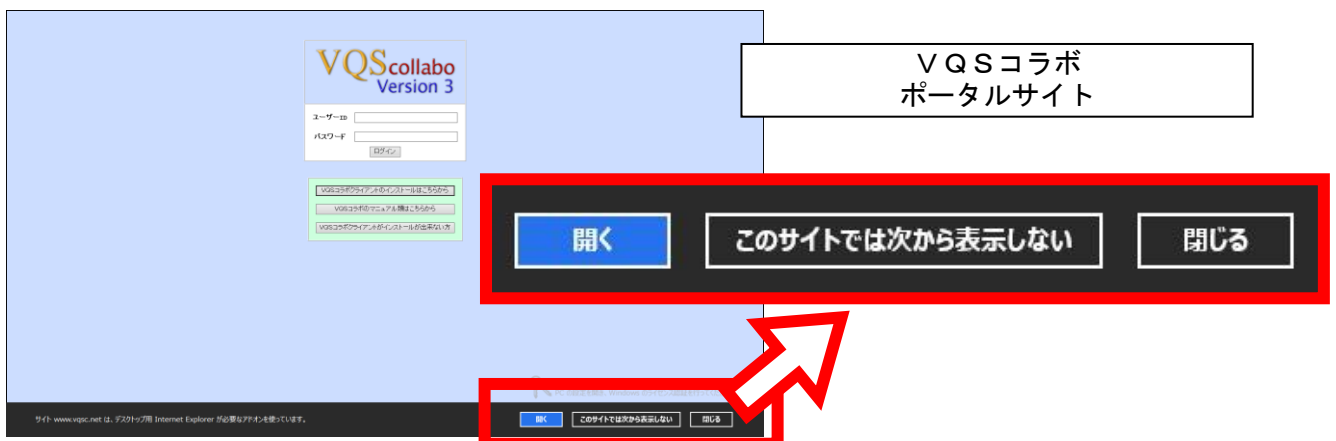 VQScollabo
Version 3
ユーザーID
パスワード
ログイン
VQSコラボクライアントのインストールはこちらから
VQSコラボのマニュアル類はこちらから
VQSコラボクライアントがインストールが出来ない方
VQSコラボ
ポータルサイト
開く
このサイトでは次から表示しない
閉じる
サイト www.vqsc.net は、デスクトップ用 Internet Explorer が必要なアドオンを使っています。
開く
このサイトでは次から表示しない
閉じる